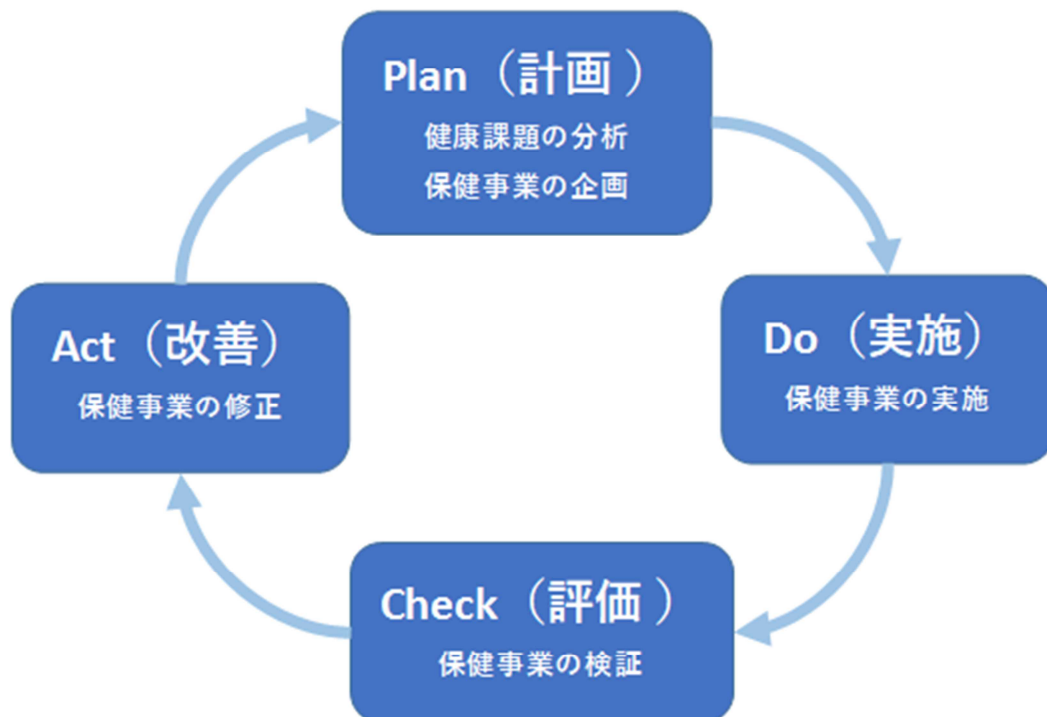 Plan（計画）
健康課題の分析
保健事業の企画
Do（実施）
保健事業の実施
Check（評価）
保健事業の検証
Act（改善）
保健事業の修正